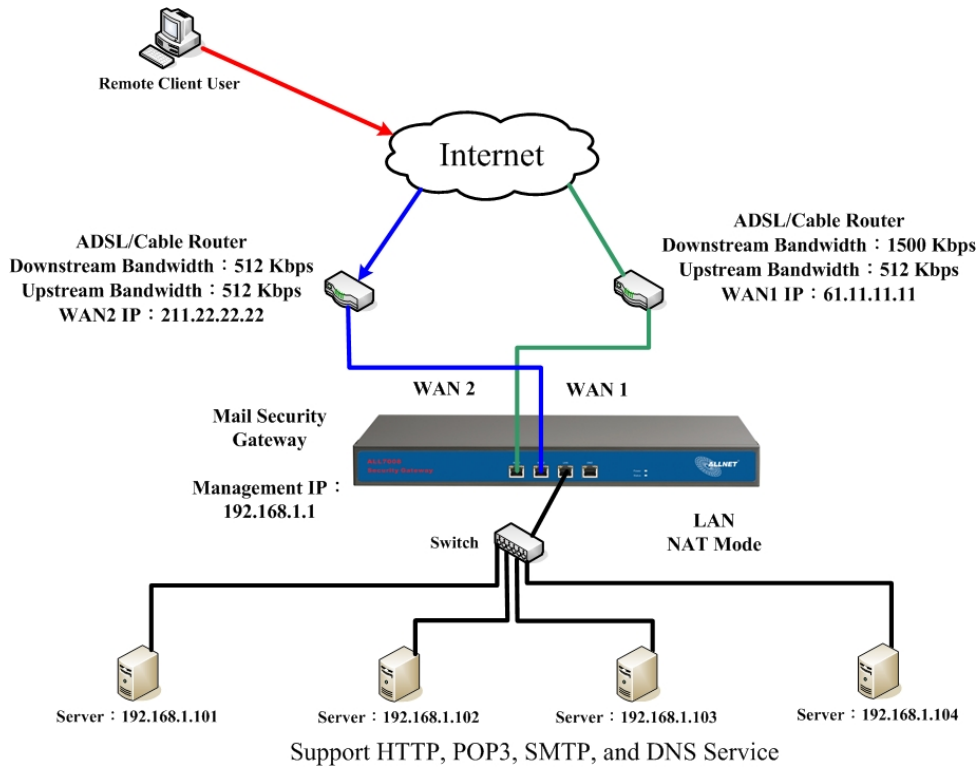 Remote Client User
Internet
ADSL/Cable Router
Downstream Bandwidth：512 Kbps
Upstream Bandwidth：512 Kbps
WAN2 IP：211.22.22.22
ADSL/Cable Router
Downstream Bandwidth：1500 Kbps
Upstream Bandwidth：512 Kbps
WAN1 IP：61.11.11.11
WAN 2
WAN 1
Mail Security
Gateway
Security Gateway
ALLNET
Management IP：
192.168.1.1
LAN
NAT Mode
Switch
Server：192.168.1.101
Server：192.168.1.102
Server：192.168.1.103
Server：192.168.1.104
Support HTTP, POP3, SMTP, and DNS Service